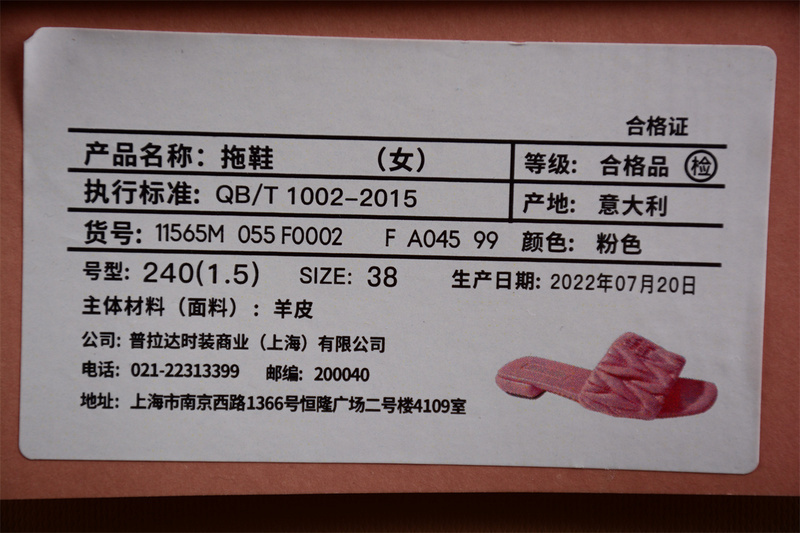 合格证
产品名称：拖鞋 （女） 等级： 合格品 检
执行标准： QB/T 1002-2015 产地： 意大利
货号： 11565M 055 F0002 F A045 99 颜色： 粉色
号型： 240(1.5) SIZE: 38 生产日期: 2022年07月20日
主体材料（面料）：羊皮
公司: 普拉达时装商业（上海）有限公司
电话: 021-22313399 邮编: 200040
地址: 上海市南京西路1366号恒隆广场二号楼4109室